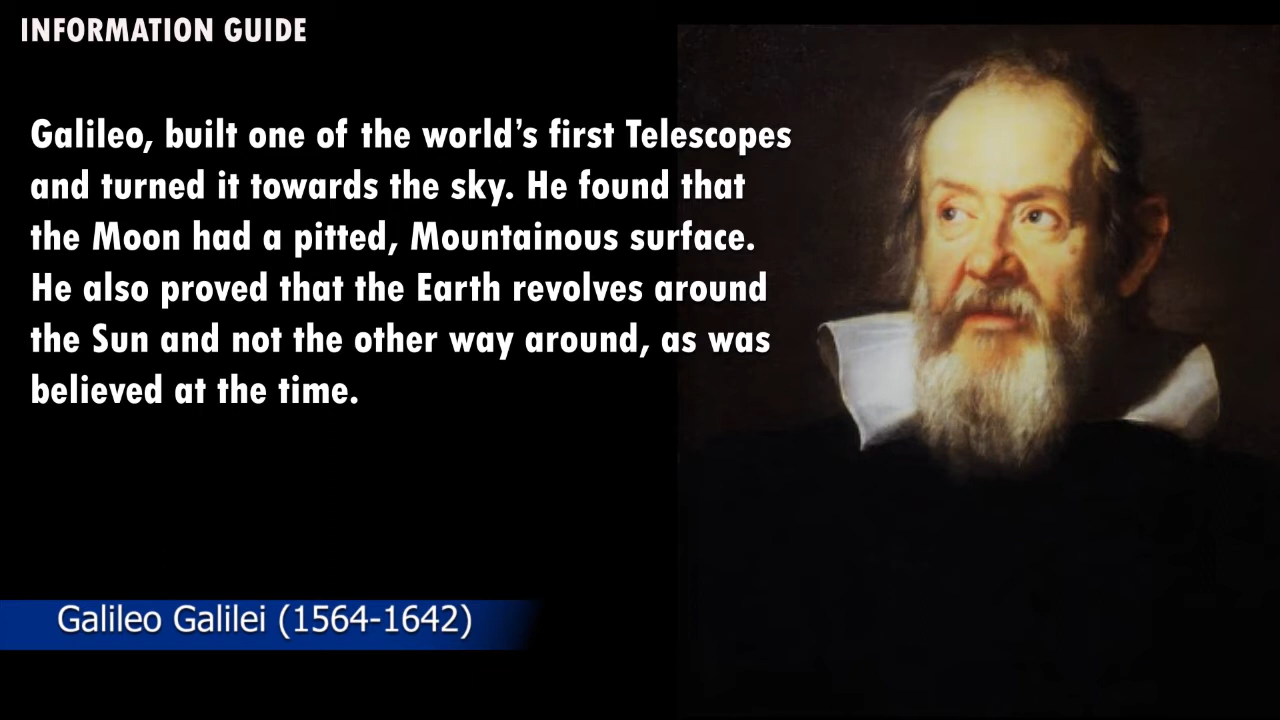 INFORMATION GUIDE
Galileo, built one of the world’s first Telescopes
and turned it towards the sky. He found that
the Moon had a pitted, Mountainous surface.
He also proved that the Earth revolves around
the Sun and not the other way around, as was
believed at the time.
Galileo Galilei (1564-1642)